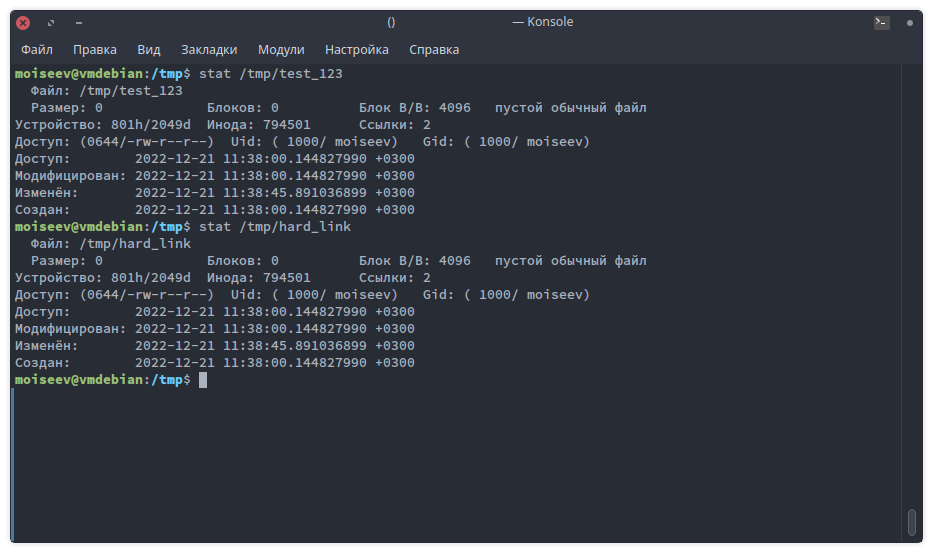 () — Konsole
Файл Правка Вид Закладки Модули Настройка Справка
moiseev@vmdebian:/tmp$ stat /tmp/test_123
  Файл: /tmp/test_123
  Размер: 0             Блоков: 0          Блок В/В: 4096   пустой обычный файл
Устройство: 801h/2049d  Инода: 794501      Ссылки: 2
Доступ: (0644/-rw-r--r--)  Uid: ( 1000/ moiseev)   Gid: ( 1000/ moiseev)
Доступ:        2022-12-21 11:38:00.144827990 +0300
Модифицирован: 2022-12-21 11:38:00.144827990 +0300
Изменён:       2022-12-21 11:38:45.891036899 +0300
Создан:        2022-12-21 11:38:00.144827990 +0300
moiseev@vmdebian:/tmp$ stat /tmp/hard_link
  Файл: /tmp/hard_link
  Размер: 0             Блоков: 0          Блок В/В: 4096   пустой обычный файл
Устройство: 801h/2049d  Инода: 794501      Ссылки: 2
Доступ: (0644/-rw-r--r--)  Uid: ( 1000/ moiseev)   Gid: ( 1000/ moiseev)
Доступ:        2022-12-21 11:38:00.144827990 +0300
Модифицирован: 2022-12-21 11:38:00.144827990 +0300
Изменён:       2022-12-21 11:38:45.891036899 +0300
Создан:        2022-12-21 11:38:00.144827990 +0300
moiseev@vmdebian:/tmp$